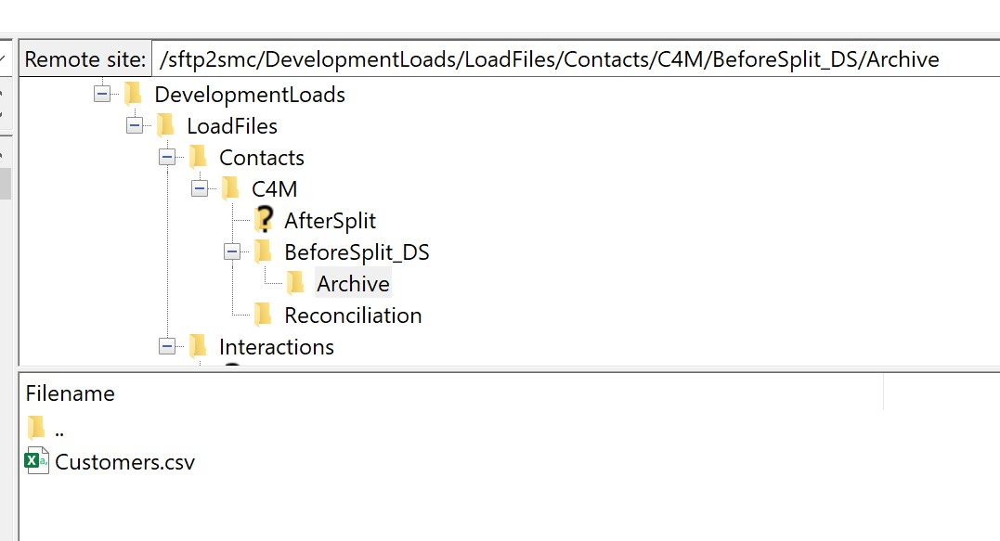 Remote site: /sftp2smc/DevelopmentLoads/LoadFiles/Contacts/C4M/BeforeSplit_DS/Archive
DevelopmentLoads
LoadFiles
Contacts
C4M
AfterSplit
BeforeSplit_DS
Archive
Reconciliation
Interactions
Filename
..
Customers.csv